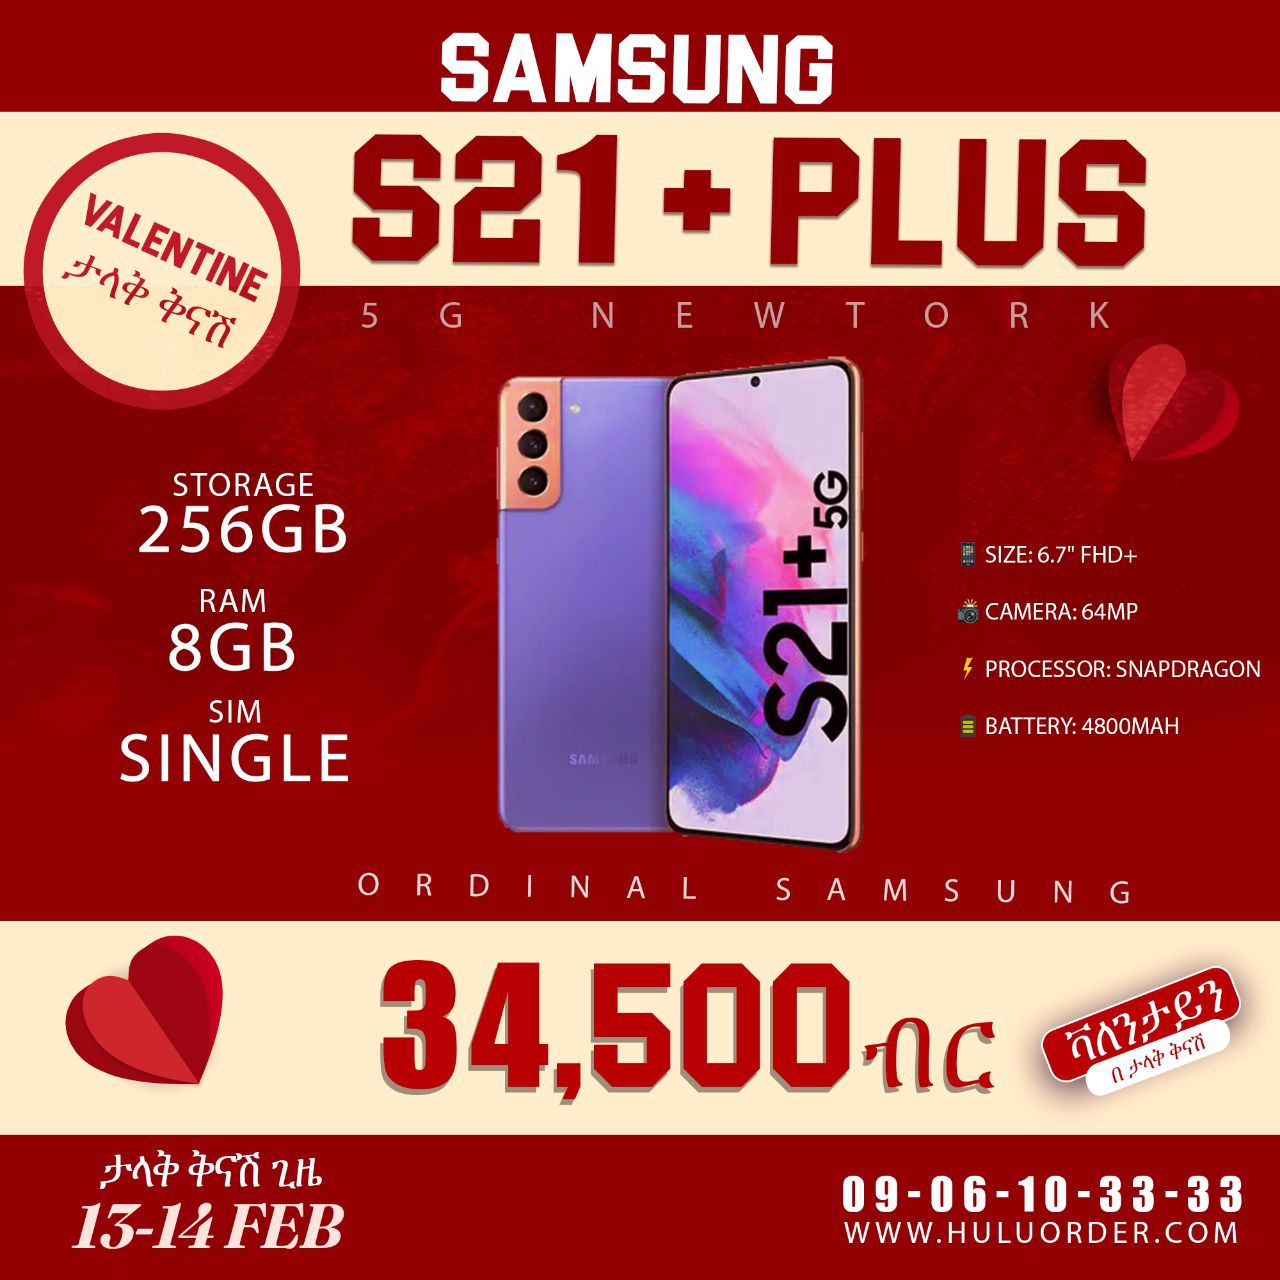 SAMSUNG
S21 + PLUS
VALENTINE
ታላቅ ቅናሽ
5G NEWTORK
STORAGE
256GB
RAM
8GB
SIM
SINGLE
SAMSUNG
S21+ 5G
SIZE: 6.7" FHD+
CAMERA: 64MP
PROCESSOR: SNAPDRAGON
BATTERY: 4800MAH
ORDINAL SAMSUNG
34,500 ብር
ቫለንታይን
በ ታላቅ ቅናሽ
ታላቅ ቅናሽ ጊዜ
13-14 FEB
09-06-10-33-33
WWW.HULUORDER.COM